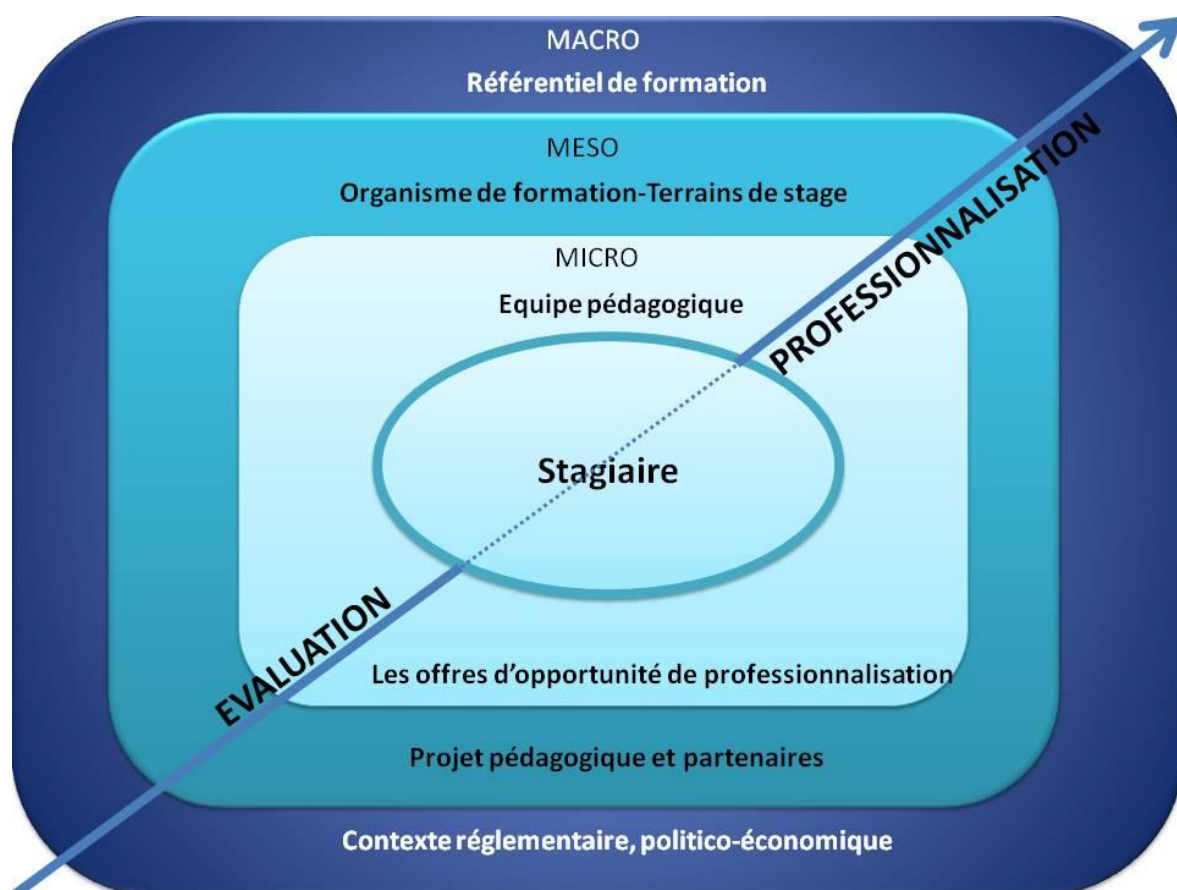 MACRO
Référentiel de formation
MESO
Organisme de formation-Terrains de stage
MICRO
Equipe pédagogique
PROFESSIONNALISATION
Stagiaire
EVALUATION
Les offres d'opportunité de professionnalisation
Projet pédagogique et partenaires
Contexte réglementaire, politico-économique